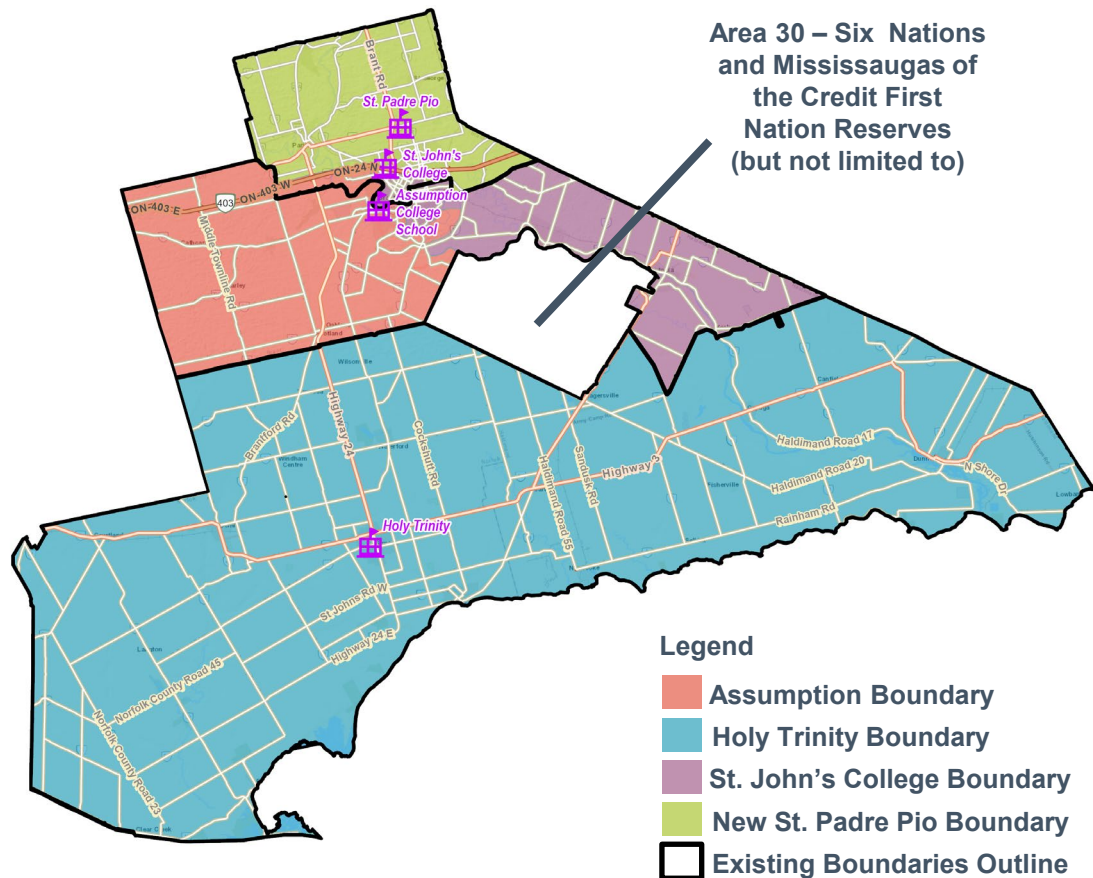 Area 30 – Six Nations
and Mississaugas of
the Credit First
Nation Reserves
(but not limited to)
Brant Rd
St. Padre Pio
St. John's
College
ON-24 N
ON-403 W
ON-403 E
403
Assumption
College
School
Middle Townline Rd
Brantford Rd
Highway 24
Cockshutt Rd
Windham
Centre
Haldimand Road 55
Sandusk Rd
Highway 3
Haldimand Road 17
Haldimand Road 20
Rainham Rd
N Shore Dr
Holy Trinity
St Johns Rd W
Highway 24 E
Norfolk County Road 45
Norfolk County Road 23
Clear Creek
Legend
Assumption Boundary
Holy Trinity Boundary
St. John's College Boundary
New St. Padre Pio Boundary
Existing Boundaries Outline